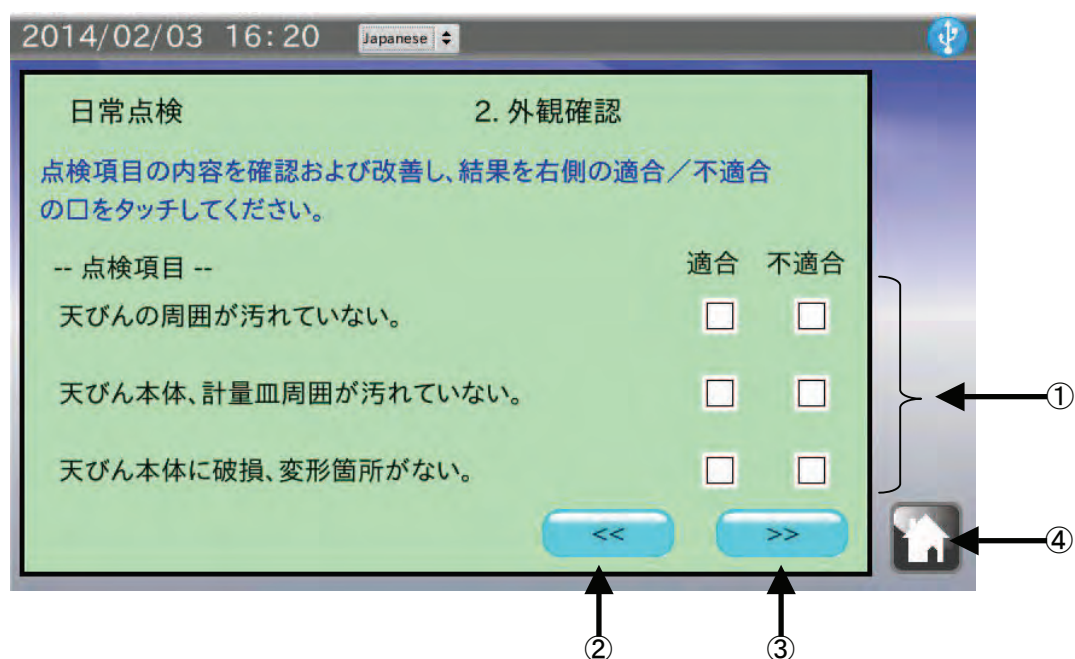 2014/02/03 16:20 Japanese
日常点検 2. 外観確認
点検項目の内容を確認および改善し、結果を右側の適合／不適合
の口をタッチしてください。
-- 点検項目 -- 適合 不適合
天びんの周囲が汚れていない。
天びん本体、計量皿周囲が汚れていない。
①
天びん本体に破損、変形箇所がない。
<< >>
④
② ③